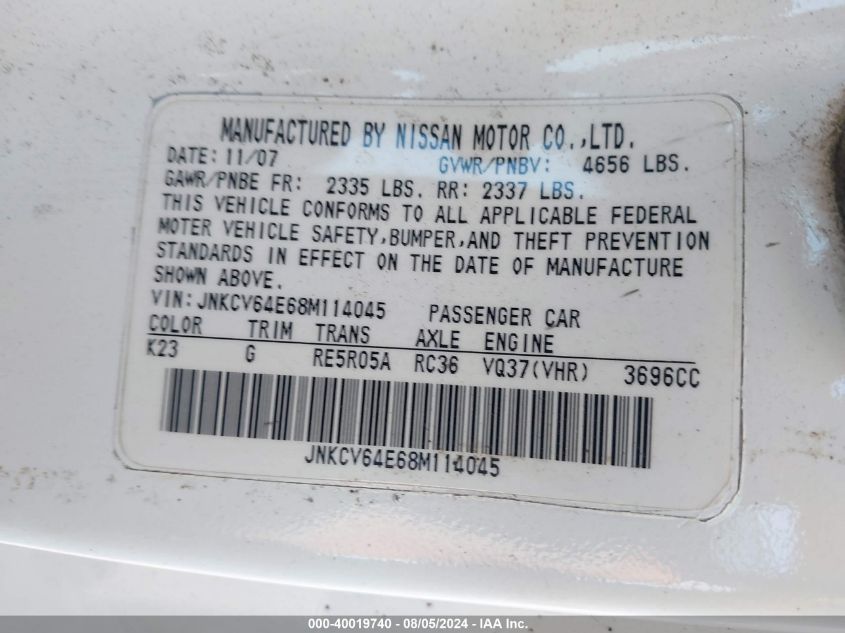 MANUFACTURED BY NISSAN MOTOR CO.,LTD.
DATE: 11/07 GVWR/PNBV: 4656 LBS.
GAWR/PNBE FR: 2335 LBS. RR: 2337 LBS.
THIS VEHICLE CONFORMS TO ALL APPLICABLE FEDERAL
MOTER VEHICLE SAFETY,BUMPER,AND THEFT PREVENTION
STANDARDS IN EFFECT ON THE DATE OF MANUFACTURE
SHOWN ABOVE.
VIN: JNKCV64E68M114045 PASSENGER CAR
COLOR TRIM TRANS AXLE ENGINE
K23 G RE5R05A RC36 VQ37(VHR) 3696CC
JNKCV64E68M114045
000-40019740 - 08/05/2024 - IAA Inc.